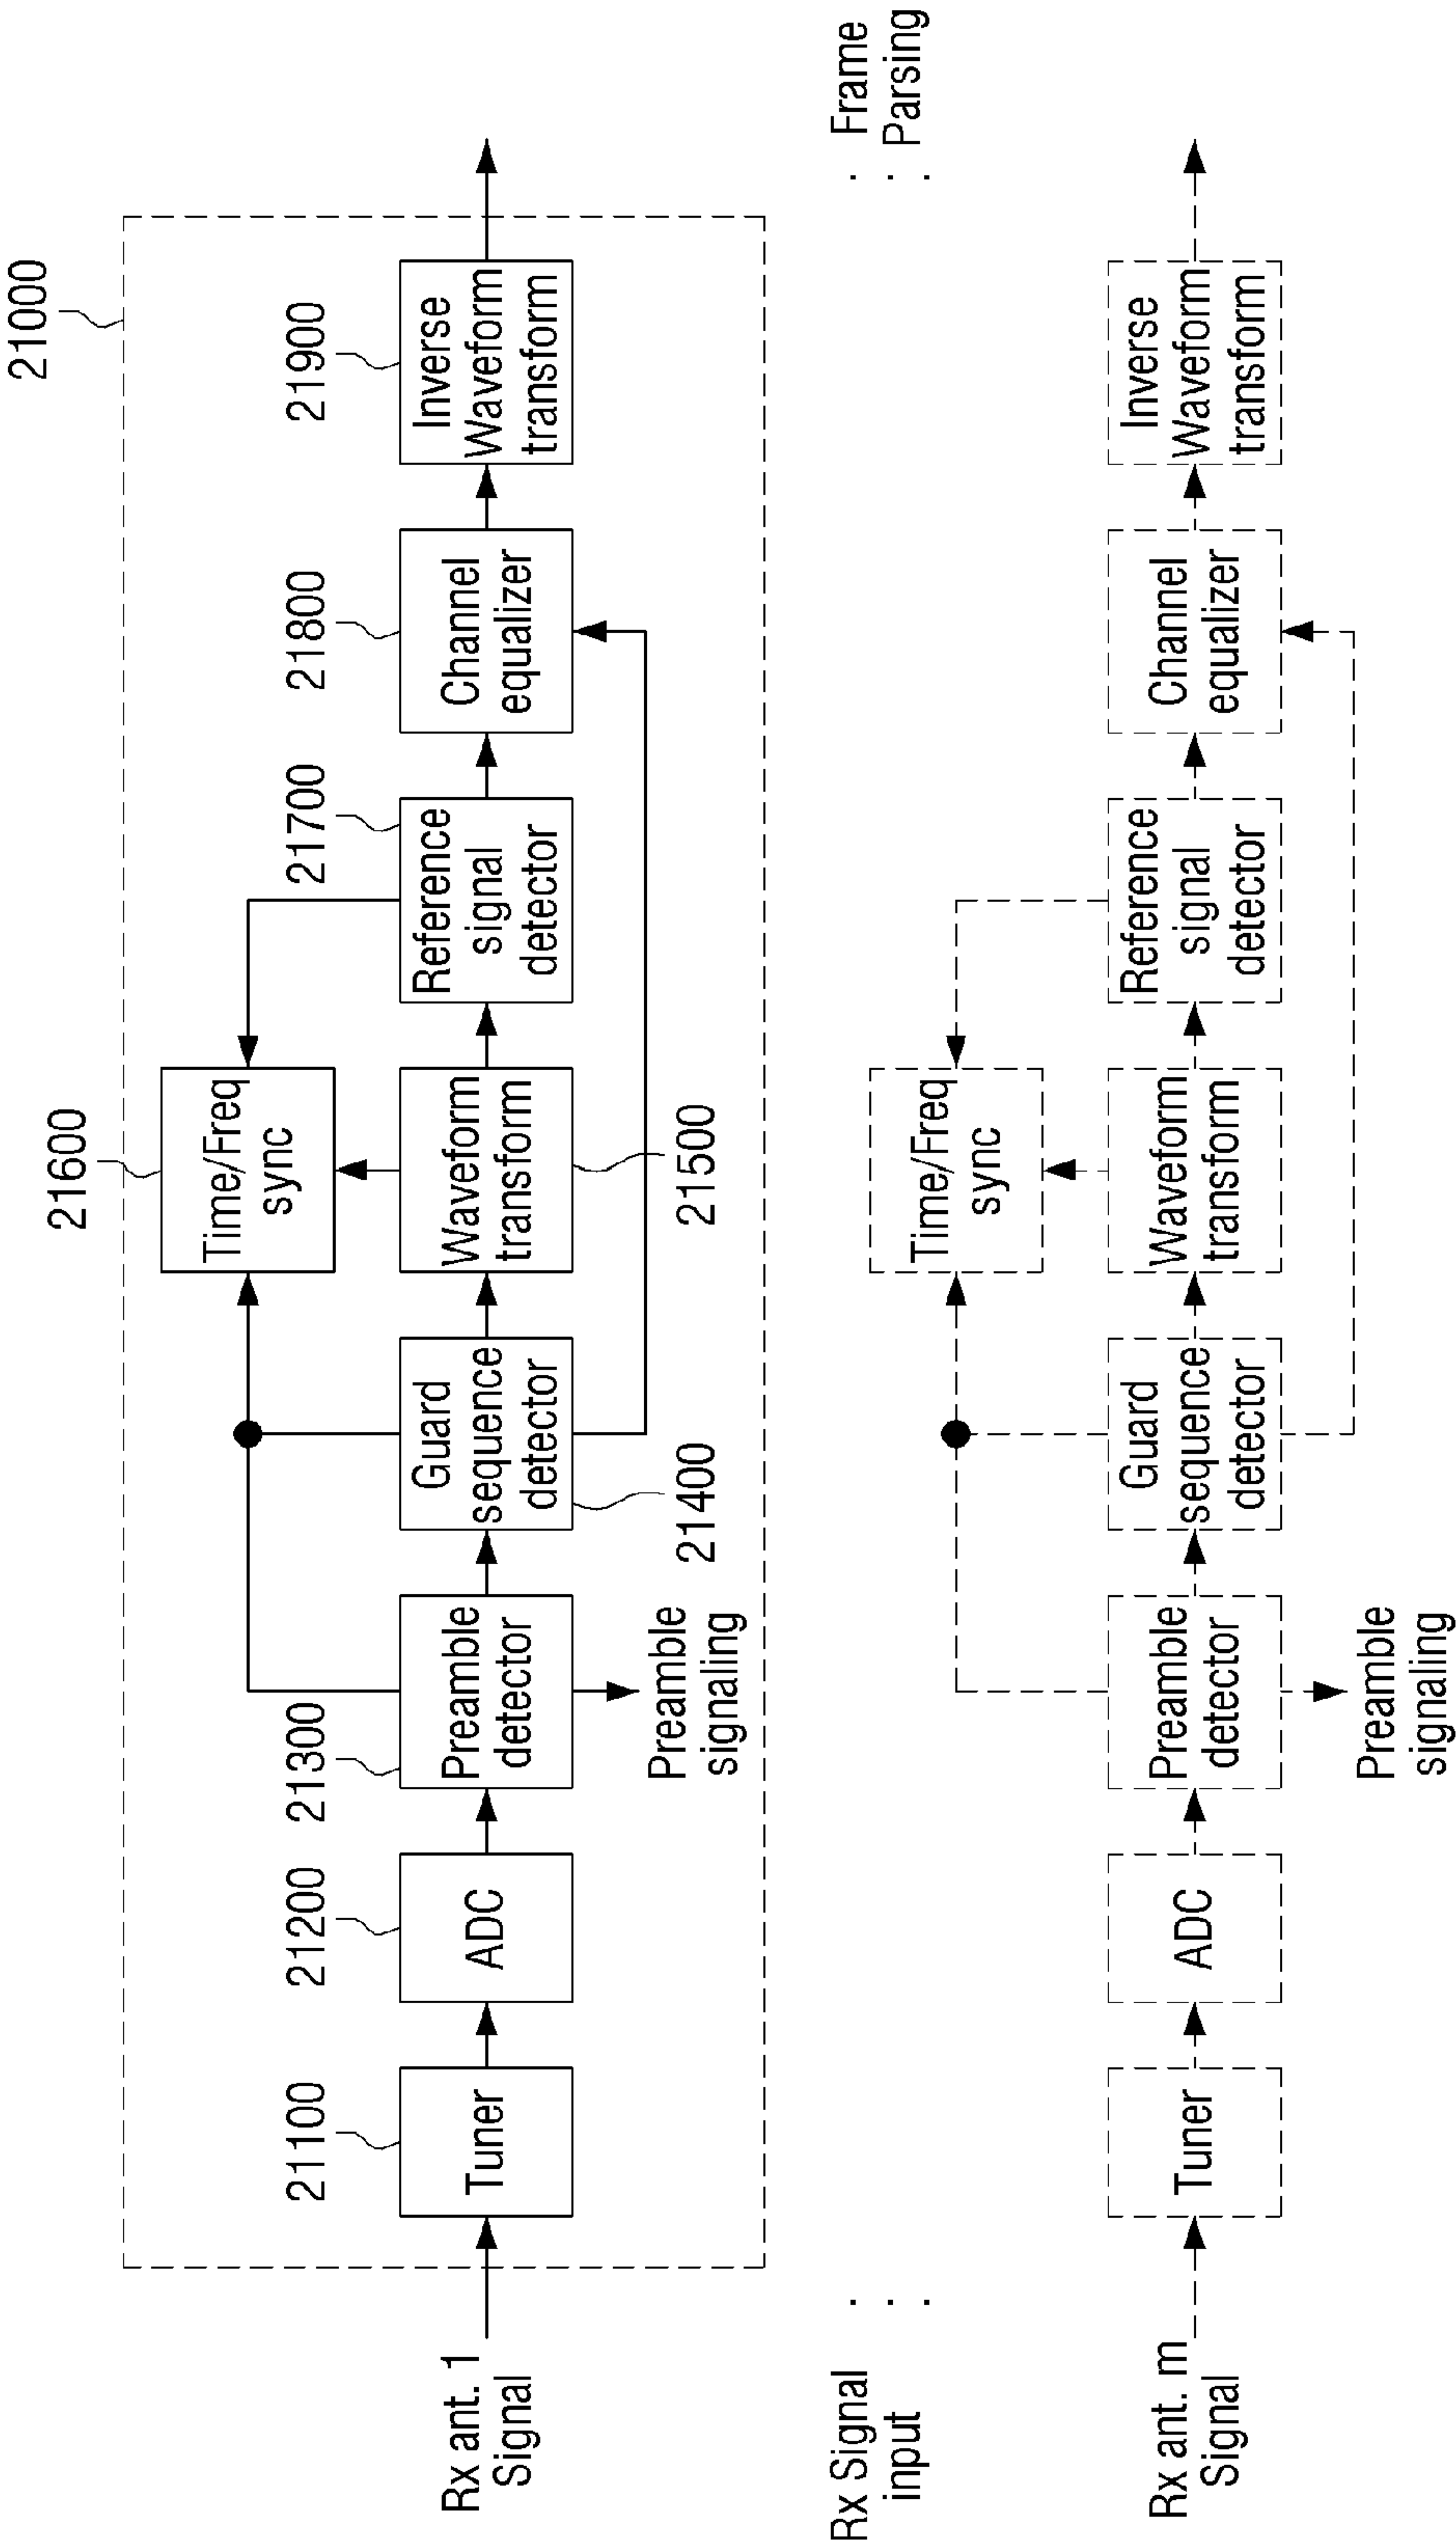 21000
21600
21100
21200
21300
21700
21800
21900
Time/Freq
sync
Rx ant. 1
Signal
Tuner
ADC
Preamble
detector
Guard
sequence
detector
Waveform
transform
Reference
signal
detector
Channel
equalizer
Inverse
Waveform
transform
Preamble
signaling
21400
21500
Rx Signal
input
.
.
.
.
.
.
Frame
Parsing
Time/Freq
sync
Rx ant. m
Signal
Tuner
ADC
Preamble
detector
Guard
sequence
detector
Waveform
transform
Reference
signal
detector
Channel
equalizer
Inverse
Waveform
transform
Preamble
signaling